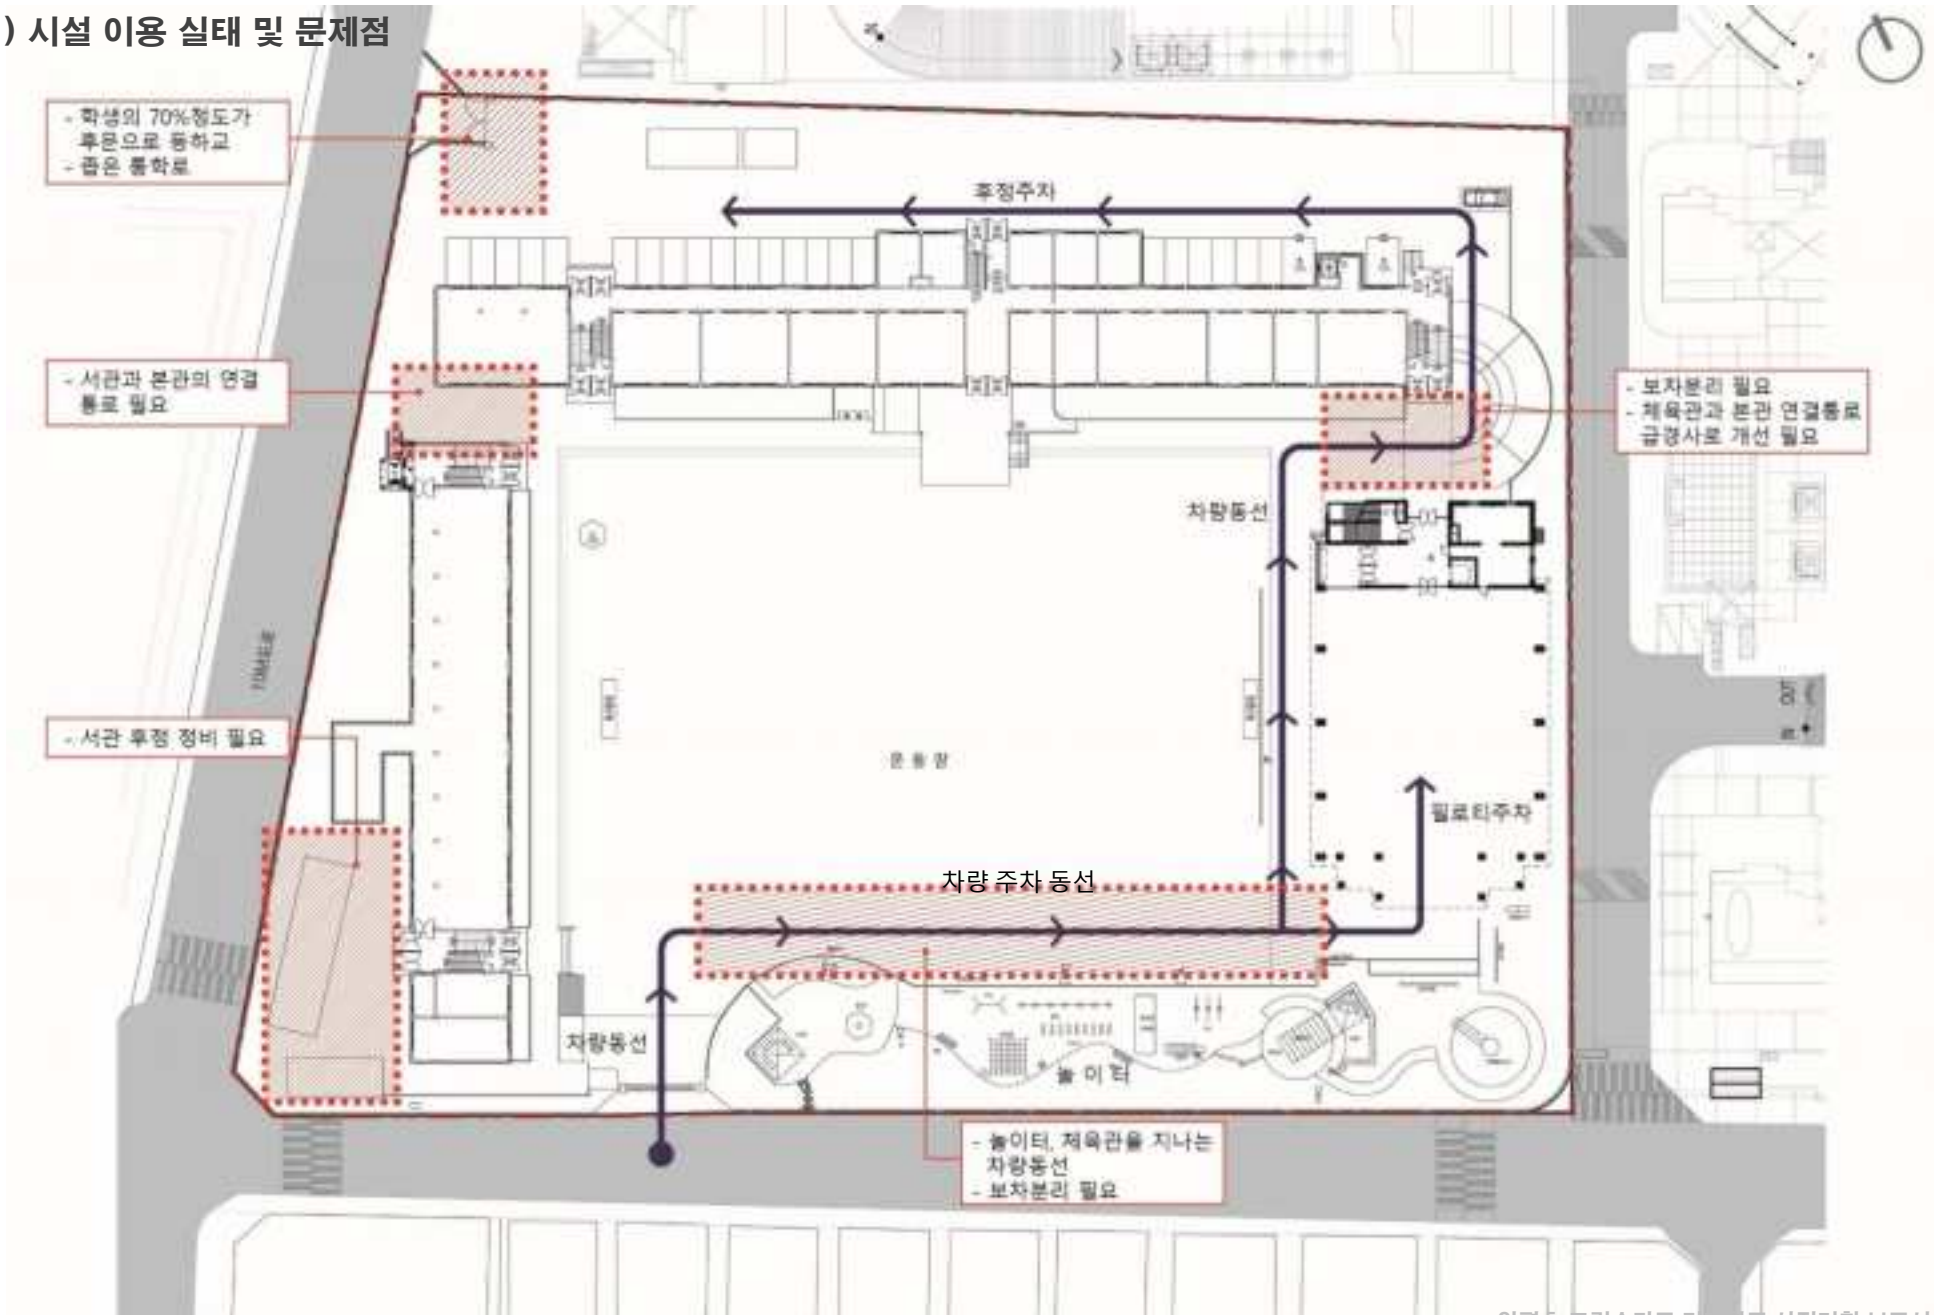 ) 시설 이용 실태 및 문제점
- 학생의 70%정도가
후문으로 등하교
- 좁은 통학로
후정주차
- 서관과 본관의 연결
통로 필요
- 보차분리 필요
- 체육관과 본관 연결통로
급경사로 개선 필요
차량동선
- 서관 후정 정비 필요
OUT
IN
운 동 장
필로티주차
차량 주차 동선
차량동선
놀 이 터
- 놀이터, 체육관을 지나는
차량동선
- 보차분리 필요